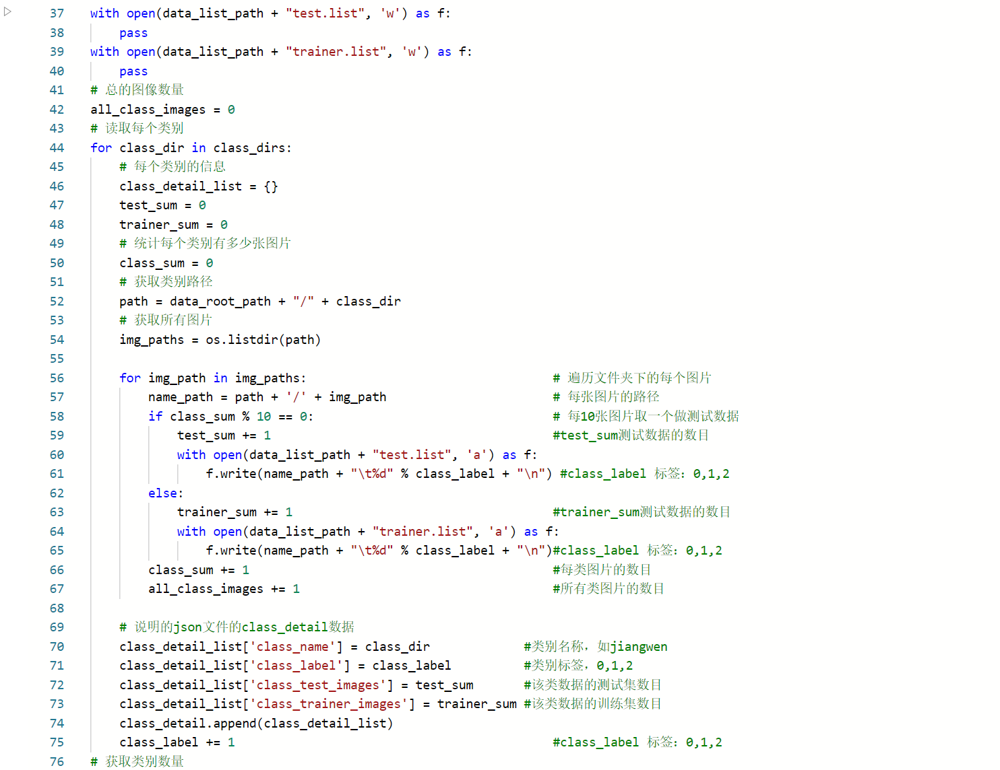 37 with open(data_list_path + "test.list", 'w') as f:
38     pass
39 with open(data_list_path + "trainer.list", 'w') as f:
40     pass
41 # 总的图像数量
42 all_class_images = 0
43 # 读取每个类别
44 for class_dir in class_dirs:
45     # 每个类别的信息
46     class_detail_list = {}
47     test_sum = 0
48     trainer_sum = 0
49     # 统计每个类别有多少张图片
50     class_sum = 0
51     # 获取类别路径
52     path = data_root_path + "/" + class_dir
53     # 获取所有图片
54     img_paths = os.listdir(path)
55
56     for img_path in img_paths:                                  # 遍历文件夹下的每个图片
57         name_path = path + '/' + img_path                       # 每张图片的路径
58         if class_sum % 10 == 0:                                 # 每10张图片取一个做测试数据
59             test_sum += 1                                       #test_sum测试数据的数目
60             with open(data_list_path + "test.list", 'a') as f:
61                 f.write(name_path + "\t%d" % class_label + "\n") #class_label 标签：0,1,2
62         else:
63             trainer_sum += 1                                    #trainer_sum测试数据的数目
64             with open(data_list_path + "trainer.list", 'a') as f:
65                 f.write(name_path + "\t%d" % class_label + "\n")#class_label 标签：0,1,2
66         class_sum += 1                                          #每类图片的数目
67         all_class_images += 1                                   #所有类图片的数目
68
69     # 说明的json文件的class_detail数据
70     class_detail_list['class_name'] = class_dir             #类别名称，如jiangwen
71     class_detail_list['class_label'] = class_label          #类别标签，0,1,2
72     class_detail_list['class_test_images'] = test_sum       #该类数据的测试集数目
73     class_detail_list['class_trainer_images'] = trainer_sum #该类数据的训练集数目
74     class_detail.append(class_detail_list)
75     class_label += 1                                            #class_label 标签：0,1,2
76 # 获取类别数量